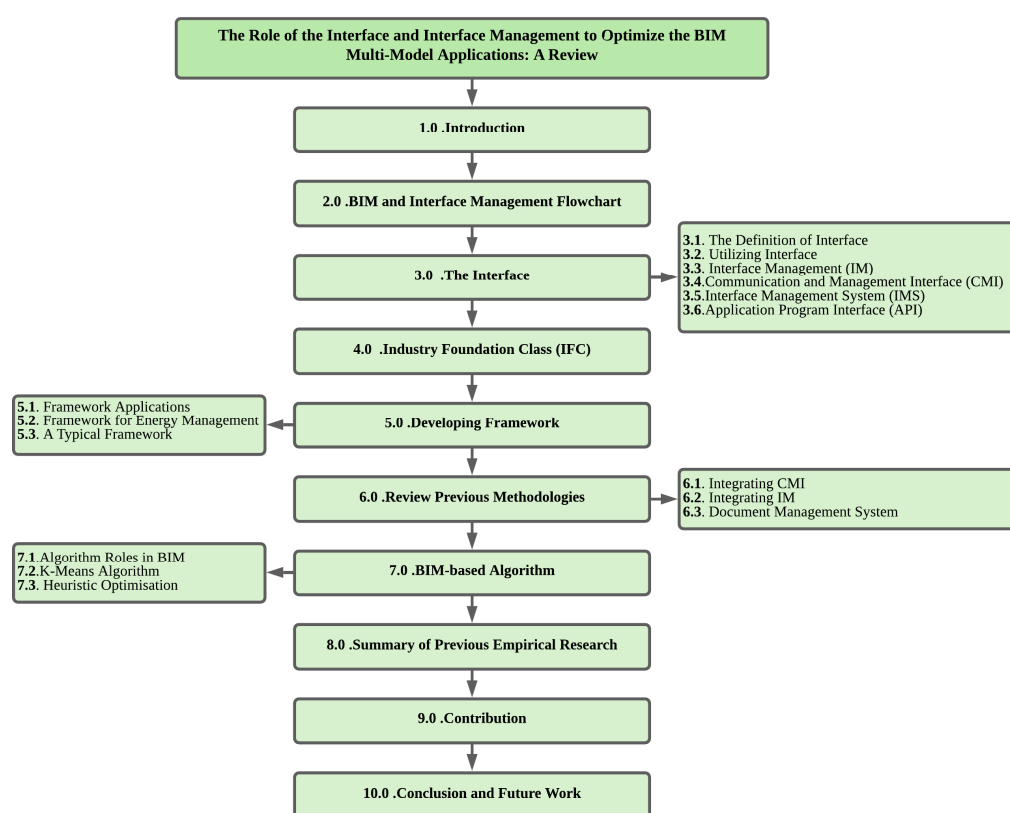 The Role of the Interface and Interface Management to Optimize the BIM
Multi-Model Applications: A Review
1.0 .Introduction
2.0 .BIM and Interface Management Flowchart
3.0 .The Interface
3.1. The Definition of Interface
3.2. Utilizing Interface
3.3. Interface Management (IM)
3.4.Communication and Management Interface (CMI)
3.5.Interface Management System (IMS)
3.6.Application Program Interface (API)
4.0 .Industry Foundation Class (IFC)
5.0 .Developing Framework
5.1. Framework Applications
5.2. Framework for Energy Management
5.3. A Typical Framework
6.0 .Review Previous Methodologies
6.1. Integrating CMI
6.2. Integrating IM
6.3. Document Management System
7.0 .BIM-based Algorithm
7.1.Algorithm Roles in BIM
7.2.K-Means Algorithm
7.3. Heuristic Optimisation
8.0 .Summary of Previous Empirical Research
9.0 .Contribution
10.0 .Conclusion and Future Work